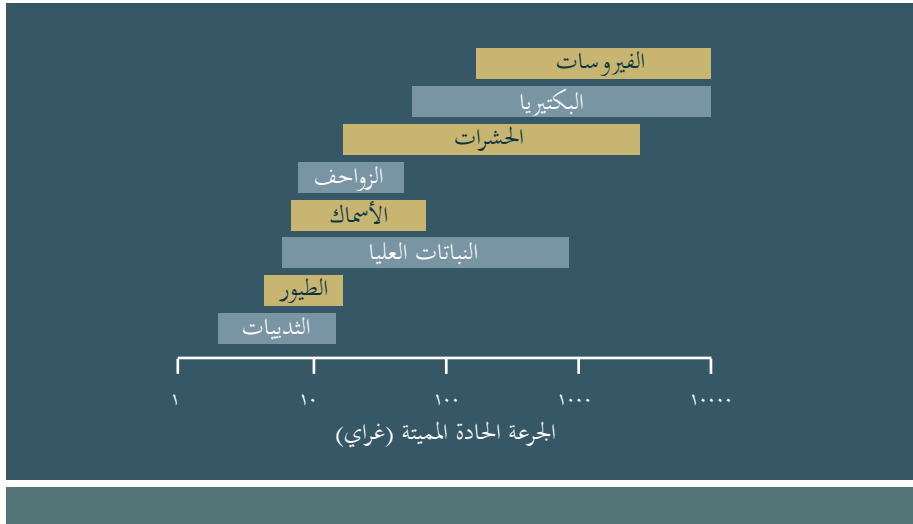 الفيروسات
البكتيريا
الحشرات
الزواحف
الأسماك
النباتات العليا
الطيور
الثدييات
١ ١٠ ١٠٠ ١٠٠٠ ١٠٠٠٠
الجرعة الحادة المميتة (غراي)